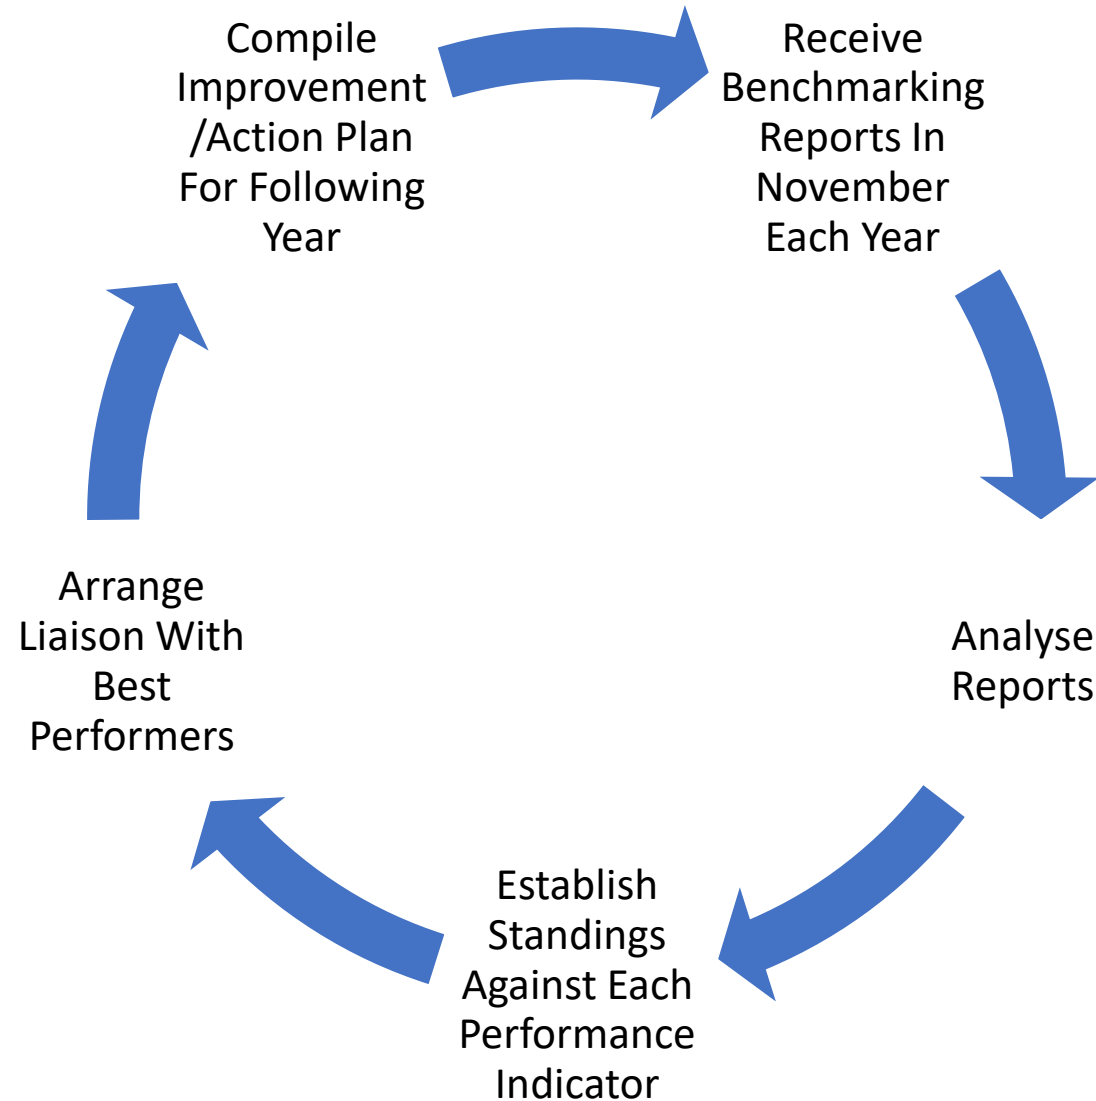 Compile
Improvement
/Action Plan
For Following
Year
Receive
Benchmarking
Reports In
November
Each Year
Analyse
Reports
Establish
Standings
Against Each
Performance
Indicator
Arrange
Liaison With
Best
Performers